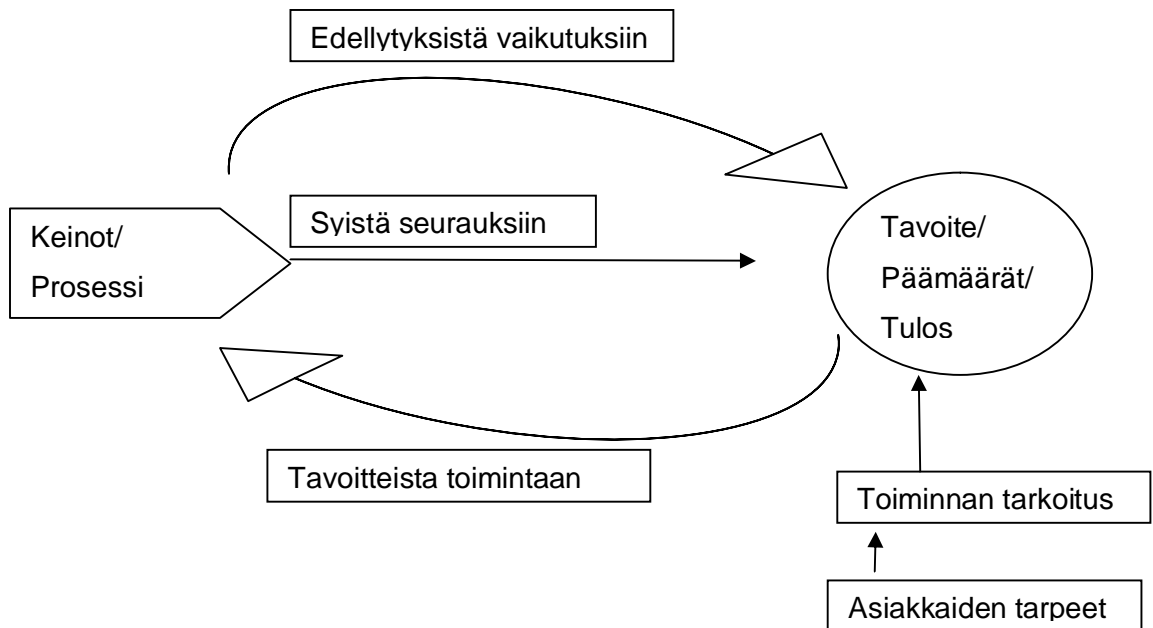 Edellytyksistä vaikutuksiin
Syistä seurauksiin
Keinot/
Prosessi
Tavoite/
Päämäärät/
Tulos
Tavoitteista toimintaan
Toiminnan tarkoitus
Asiakkaiden tarpeet